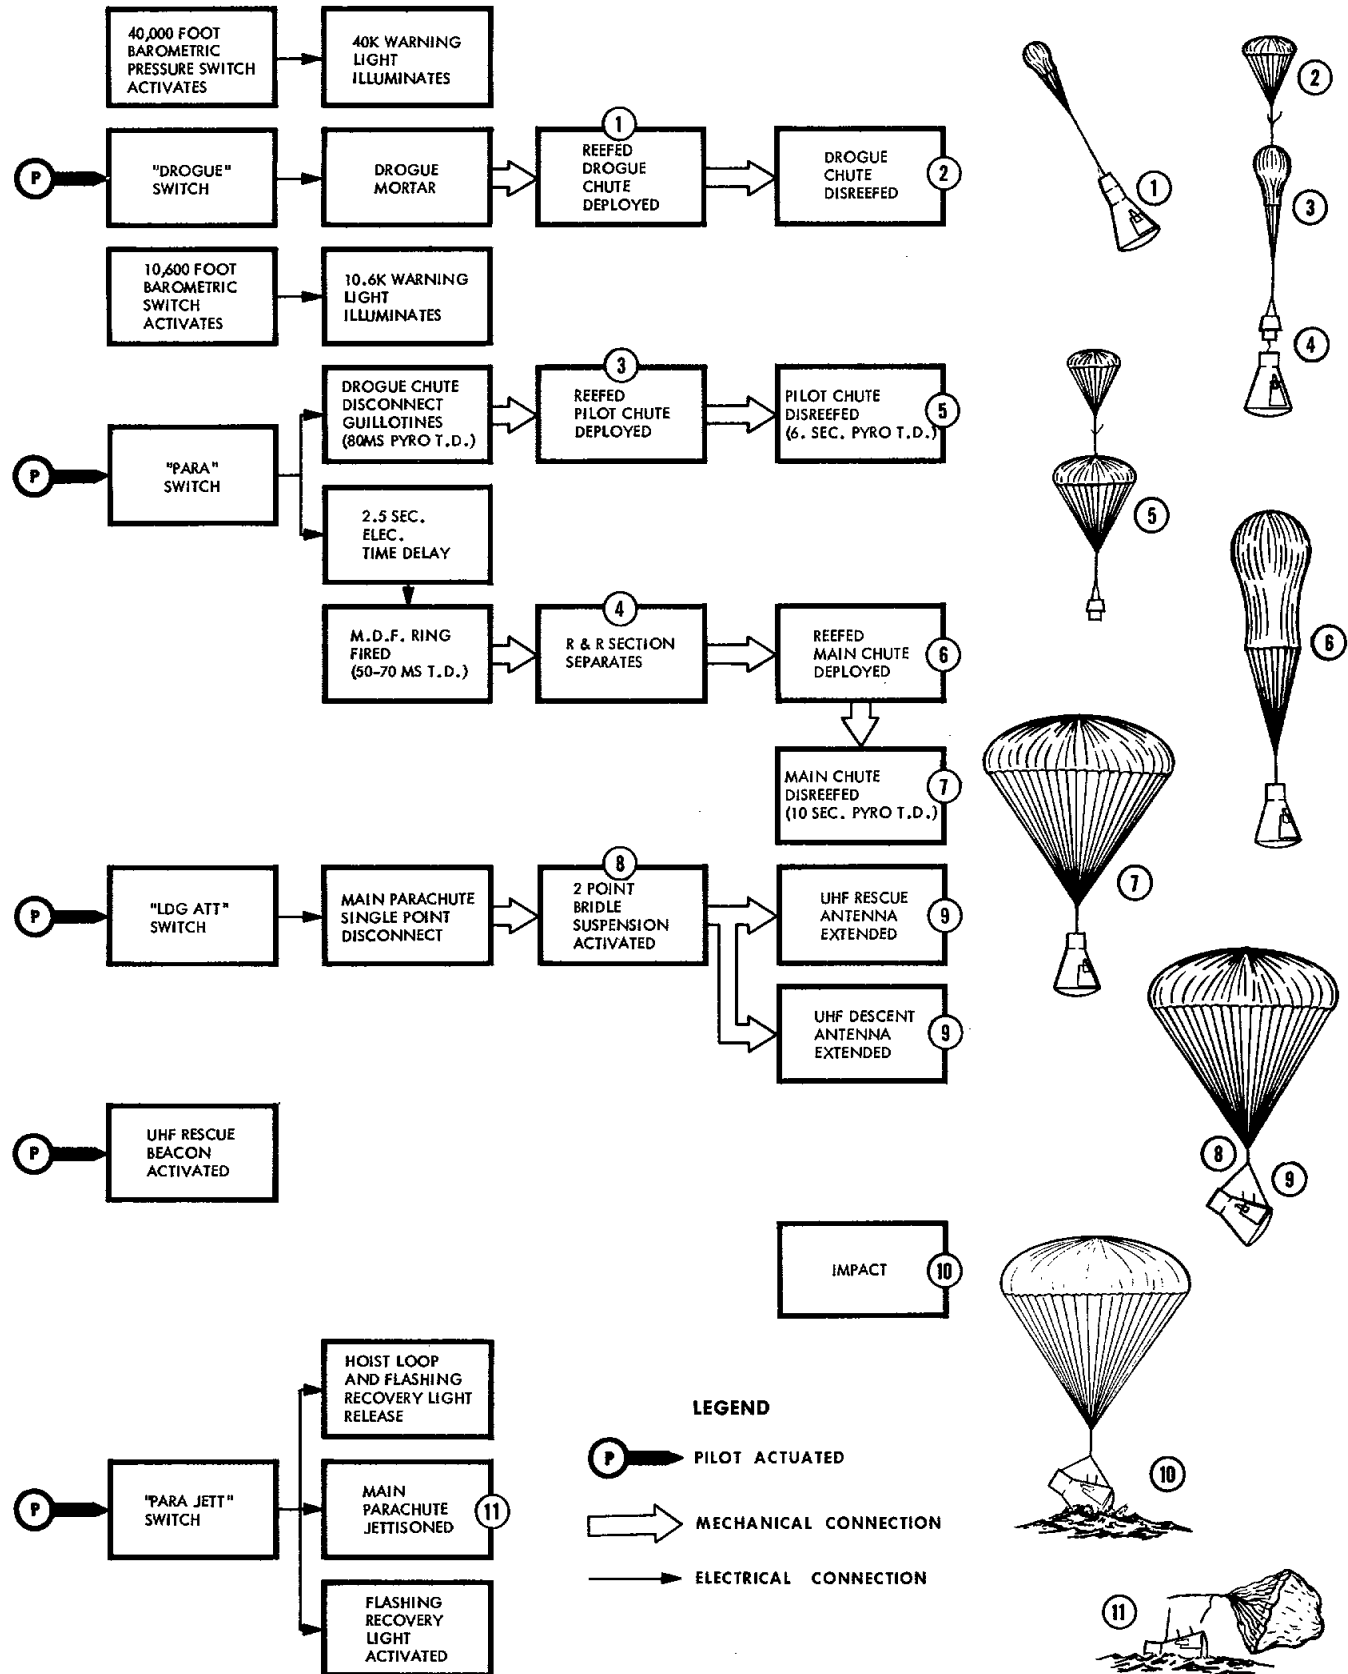 40,000 FOOT
BAROMETRIC
PRESSURE SWITCH
ACTIVATES
40K WARNING
LIGHT
ILLUMINATES
P
"DROGUE"
SWITCH
DROGUE
MORTAR
1
REEFED
DROGUE
CHUTE
DEPLOYED
DROGUE
CHUTE
DISREEFED
2
10,600 FOOT
BAROMETRIC
SWITCH
ACTIVATES
10.6K WARNING
LIGHT
ILLUMINATES
P
"PARA"
SWITCH
DROGUE CHUTE
DISCONNECT
GUILLOTINES
(80MS PYRO T.D.)
3
REEFED
PILOT CHUTE
DEPLOYED
PILOT CHUTE
DISREEFED
(6. SEC. PYRO T.D.)
5
2.5 SEC.
ELEC.
TIME DELAY
M.D.F. RING
FIRED
(50-70 MS T.D.)
4
R & R SECTION
SEPARATES
REEFED
MAIN CHUTE
DEPLOYED
6
MAIN CHUTE
DISREEFED
(10 SEC. PYRO T.D.)
7
P
"LDG ATT"
SWITCH
MAIN PARACHUTE
SINGLE POINT
DISCONNECT
8
2 POINT
BRIDLE
SUSPENSION
ACTIVATED
UHF RESCUE
ANTENNA
EXTENDED
9
UHF DESCENT
ANTENNA
EXTENDED
9
P
UHF RESCUE
BEACON
ACTIVATED
IMPACT
10
P
"PARA JETT"
SWITCH
HOIST LOOP
AND FLASHING
RECOVERY LIGHT
RELEASE
MAIN
PARACHUTE
JETTISONED
11
FLASHING
RECOVERY
LIGHT
ACTIVATED
LEGEND
P PILOT ACTUATED
MECHANICAL CONNECTION
ELECTRICAL CONNECTION
1
2
3
4
5
6
7
8
9
10
11